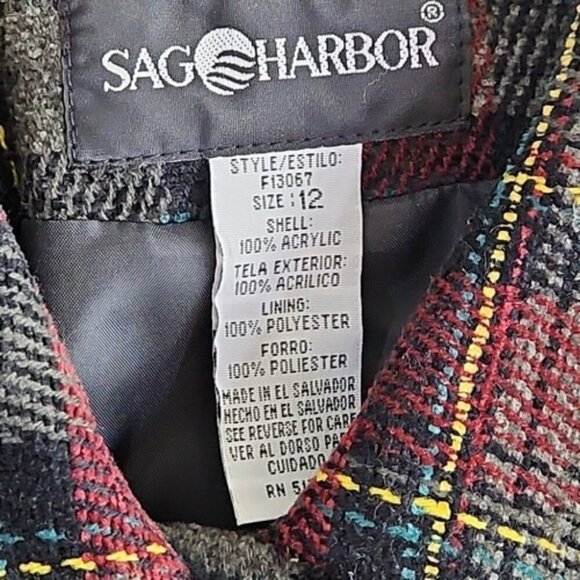 SAG HARBOR®
STYLE/ESTILO:
F13067
SIZE: 12
SHELL:
100% ACRYLIC
TELA EXTERIOR:
100% ACRILICO
LINING:
100% POLYESTER
FORRO:
100% POLIESTER
MADE IN EL SALVADOR
HECHO EN EL SALVADOR
SEE REVERSE FOR CARE
VER AL DORSO
CUIDADO
RN